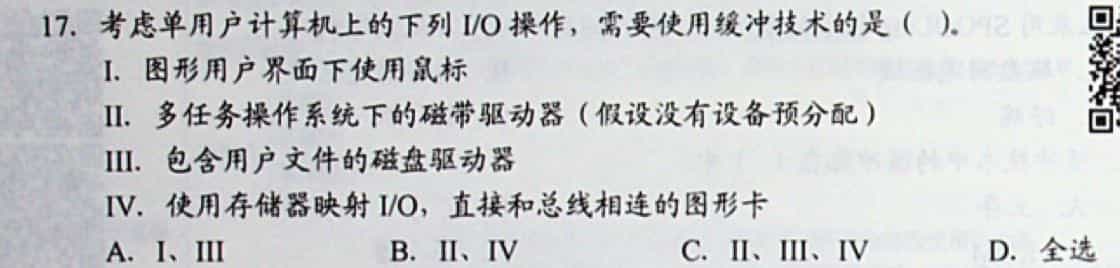 17. 考虑单用户计算机上的下列 I/O 操作，需要使用缓冲技术的是（ ）。
I. 图形用户界面下使用鼠标
II. 多任务操作系统下的磁带驱动器（假设没有设备预分配）
III. 包含用户文件的磁盘驱动器
IV. 使用存储器映射 I/O，直接和总线相连的图形卡
A. I、III B. II、IV C. II、III、IV D. 全选